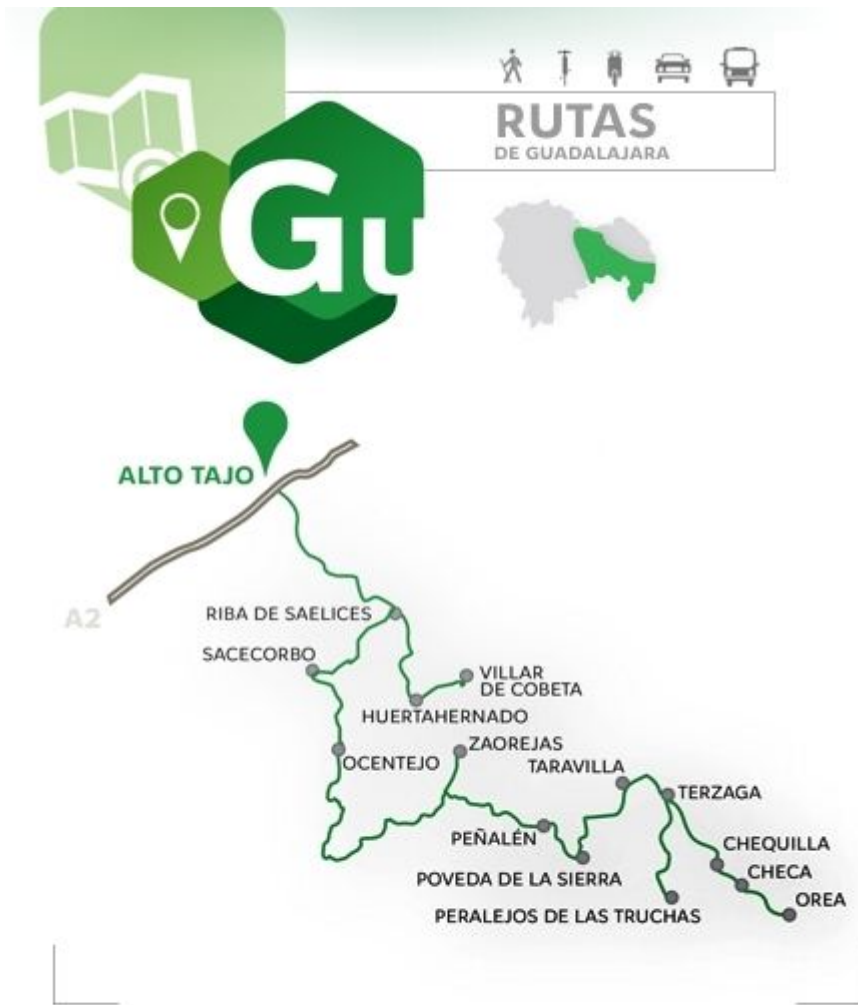 RUTAS
DE GUADALAJARA
Gu
ALTO TAJO
A2
RIBA DE SAELICES
SACECORBO
VILLAR
DE COBETA
HUERTAHERNADO
ZAOREJAS
OCENTEJO
TARAVILLA
TERZAGA
PEÑALÉN
CHEQUILLA
POVEDA DE LA SIERRA
CHECA
OREA
PERALEJOS DE LAS TRUCHAS